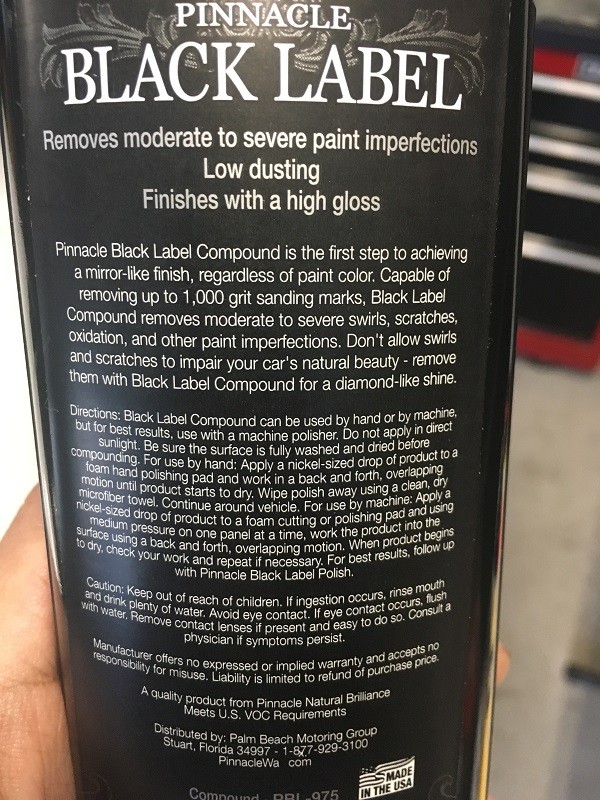 PINNACLE
BLACK LABEL
Removes moderate to severe paint imperfections
Low dusting
Finishes with a high gloss
Pinnacle Black Label Compound is the first step to achieving
a mirror-like finish, regardless of paint color. Capable of
removing up to 1,000 grit sanding marks, Black Label
Compound removes moderate to severe swirls, scratches,
oxidation, and other paint imperfections. Don't allow swirls
and scratches to impair your car's natural beauty - remove
them with Black Label Compound for a diamond-like shine.
Directions: Black Label Compound can be used by hand or by machine,
but for best results, use with a machine polisher. Do not apply in direct
sunlight. Be sure the surface is fully washed and dried before
compounding. For use by hand: Apply a nickel-sized drop of product to a
foam hand polishing pad and work in a back and forth, overlapping
motion until product starts to dry. Wipe polish away using a clean, dry
microfiber towel. Continue around vehicle. For use by machine: Apply a
nickel-sized drop of product to a foam cutting or polishing pad and using
medium pressure on one panel at a time, work the product into the
surface using a back and forth, overlapping motion. When product begins
to dry, check your work and repeat if necessary. For best results, follow up
with Pinnacle Black Label Polish.
Caution: Keep out of reach of children. If ingestion occurs, rinse mouth
and drink plenty of water. Avoid eye contact. If eye contact occurs, flush
with water. Remove contact lenses if present and easy to do so. Consult a
physician if symptoms persist.
Manufacturer offers no expressed or implied warranty and accepts no
responsibility for misuse. Liability is limited to refund of purchase price.
A quality product from Pinnacle Natural Brilliance
Meets U.S. VOC Requirements
Distributed by: Palm Beach Motoring Group
Stuart, Florida 34997 - 1-877-929-3100
PinnacleWa com
MADE
IN THE USA
Compound PBL-975